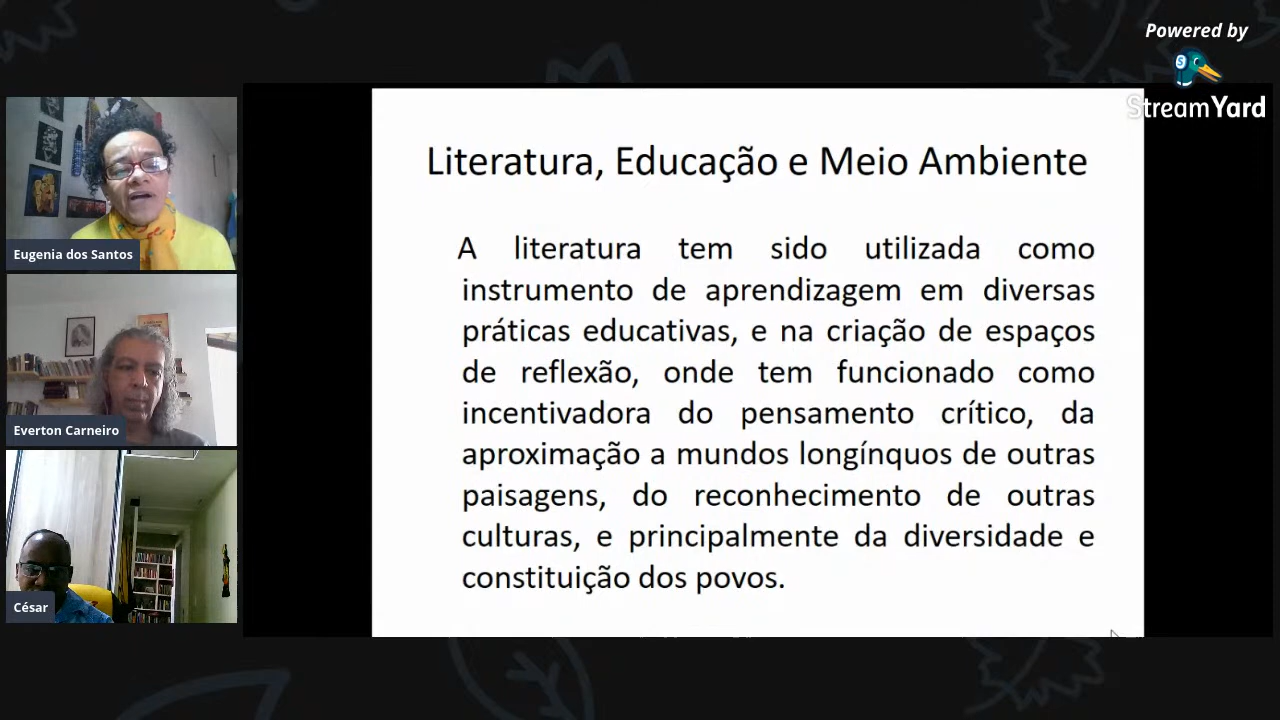 Powered by
StreamYard
Eugenia dos Santos
Everton Carneiro
César
Literatura, Educação e Meio Ambiente
A literatura tem sido utilizada como
instrumento de aprendizagem em diversas
práticas educativas, e na criação de espaços
de reflexão, onde tem funcionado como
incentivadora do pensamento crítico, da
aproximação a mundos longínquos de outras
paisagens, do reconhecimento de outras
culturas, e principalmente da diversidade e
constituição dos povos.